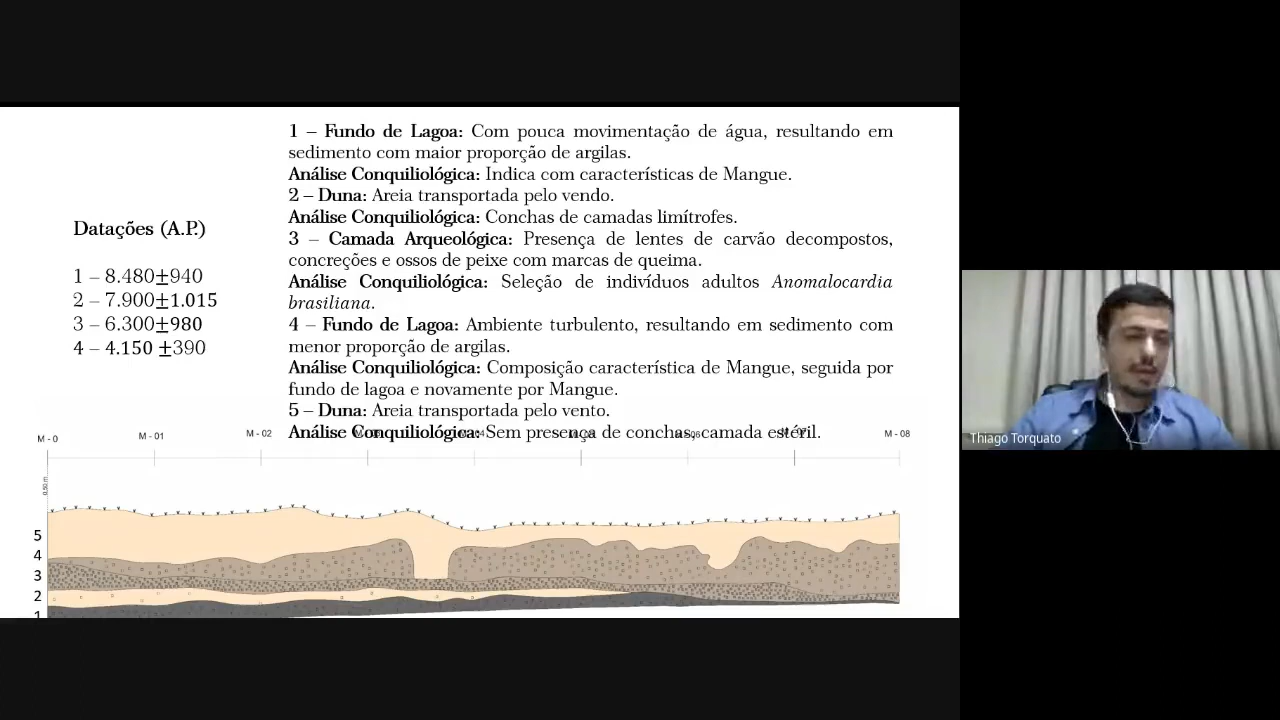 1 – Fundo de Lagoa: Com pouca movimentação de água, resultando em
sedimento com maior proporção de argilas.
Análise Conquiliológica: Indica com características de Mangue.
2 – Duna: Areia transportada pelo vendo.
Análise Conquiliológica: Conchas de camadas limítrofes.
3 – Camada Arqueológica: Presença de lentes de carvão decompostos,
concreções e ossos de peixe com marcas de queima.
Análise Conquiliológica: Seleção de indivíduos adultos Anomalocardia
brasiliana.
4 – Fundo de Lagoa: Ambiente turbulento, resultando em sedimento com
menor proporção de argilas.
Análise Conquiliológica: Composição característica de Mangue, seguida por
fundo de lagoa e novamente por Mangue.
5 – Duna: Areia transportada pelo vento.
Análise Conquiliológica: Sem presença de conchas, camada estéril.
Datações (A.P.)
1 – 8.480±940
2 – 7.900±1.015
3 – 6.300±980
4 – 4.150 ±390
M - 0
M - 01
M - 02
M - 08
0,50 m
5
4
3
2
1
Thiago Torquato